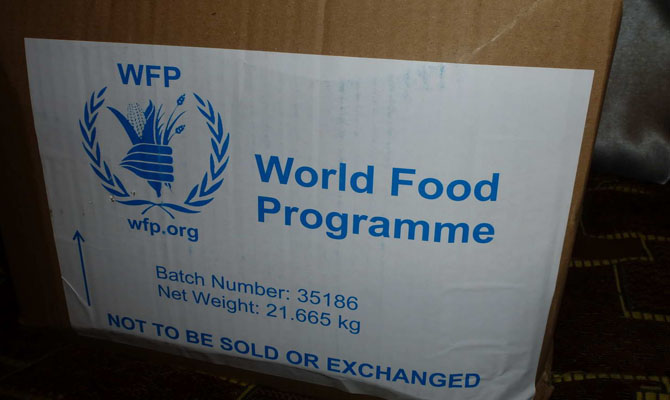 WFP
wfp.org
World Food
Programme
Batch Number: 35186
Net Weight: 21.665 kg
NOT TO BE SOLD OR EXCHANGED